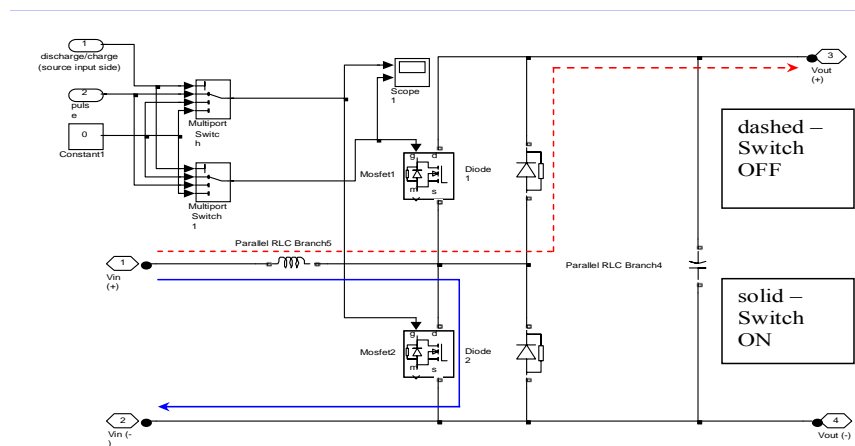 1
discharge/charge
(source input side)
2
puls
e
0
Constant1
Multiport
Switc
h
Multiport
Switch
1
Scope
1
3
Vout
(+)
dashed –
Switch
OFF
g
d
m
s
Mosfet1
Diode
1
Parallel RLC Branch5
1
Vin
(+)
Parallel RLC Branch4
solid –
Switch
ON
g
d
m
s
Mosfet2
Diode
2
2
Vin (-
)
4
Vout (-)